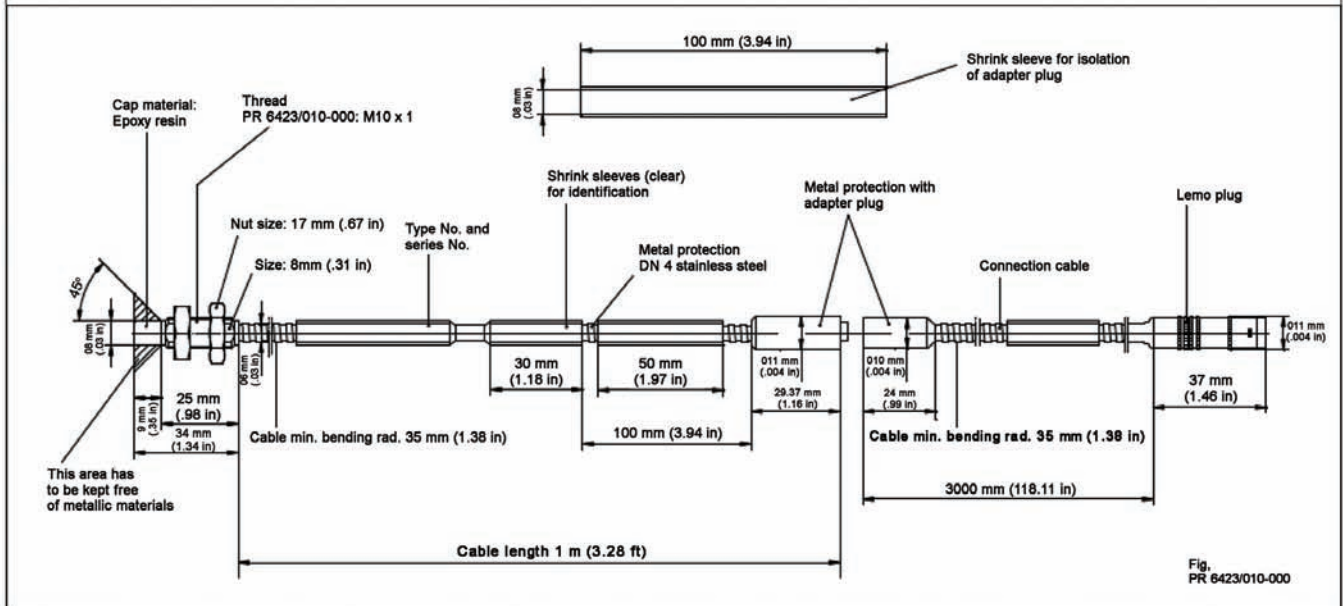 100 mm (3.94 in)
Shrink sleeve for isolation
of adapter plug
08 mm
(.03 in)
Cap material:
Epoxy resin
Thread
PR 6423/010-000: M10 x 1
Shrink sleeves (clear)
for identification
Metal protection with
adapter plug
Lemo plug
Nut size: 17 mm (.67 in)
Type No. and
series No.
Metal protection
DN 4 stainless steel
Size: 8mm (.31 in)
Connection cable
45°
08 mm
(.03 in)
06 mm
(.03 in)
30 mm
(1.18 in)
50 mm
(1.97 in)
011 mm
(.004 in)
010 mm
(.004 in)
011 mm
(.004 in)
9 mm
(.35 in)
25 mm
(.98 in)
34 mm
(1.34 in)
29.37 mm
(1.16 in)
24 mm
(.99 in)
37 mm
(1.46 in)
Cable min. bending rad. 35 mm (1.38 in)
100 mm (3.94 in)
Cable min. bending rad. 35 mm (1.38 in)
This area has
to be kept free
of metallic materials
3000 mm (118.11 in)
Cable length 1 m (3.28 ft)
Fig,
PR 6423/010-000